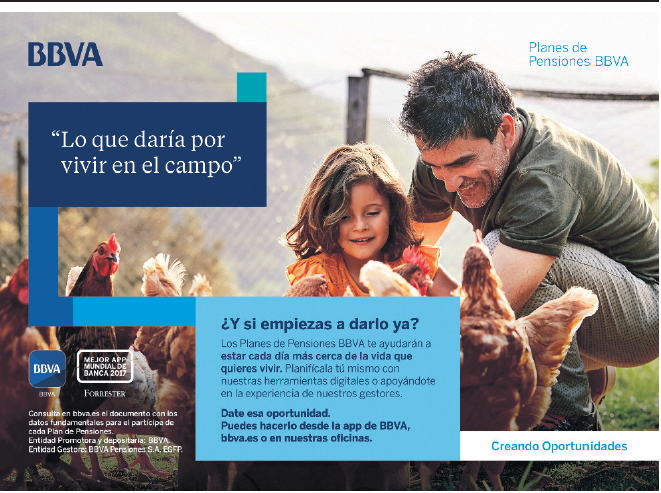 BBVA
Planes de
Pensiones BBVA
“Lo que daría por
vivir en el campo”
¿Y si empiezas a darlo ya?
Los Planes de Pensiones BBVA te ayudarán a
estar cada día más cerca de la vida que
quieres vivir. Planifícala tú mismo con
nuestras herramientas digitales o apoyándote
en la experiencia de nuestros gestores.
Date esa oportunidad.
Puedes hacerlo desde la app de BBVA,
bbva.es o en nuestras oficinas.
BBVA
BBVA
MEJOR APP
MUNDIAL DE
BANCA 2017
FORRESTER
Consulta en bbva.es el documento con los
datos fundamentales para el partícipe de
cada Plan de Pensiones.
Entidad Promotora y depositaria: BBVA.
Entidad Gestora: BBVA Pensiones S.A. EGFP.
Creando Oportunidades